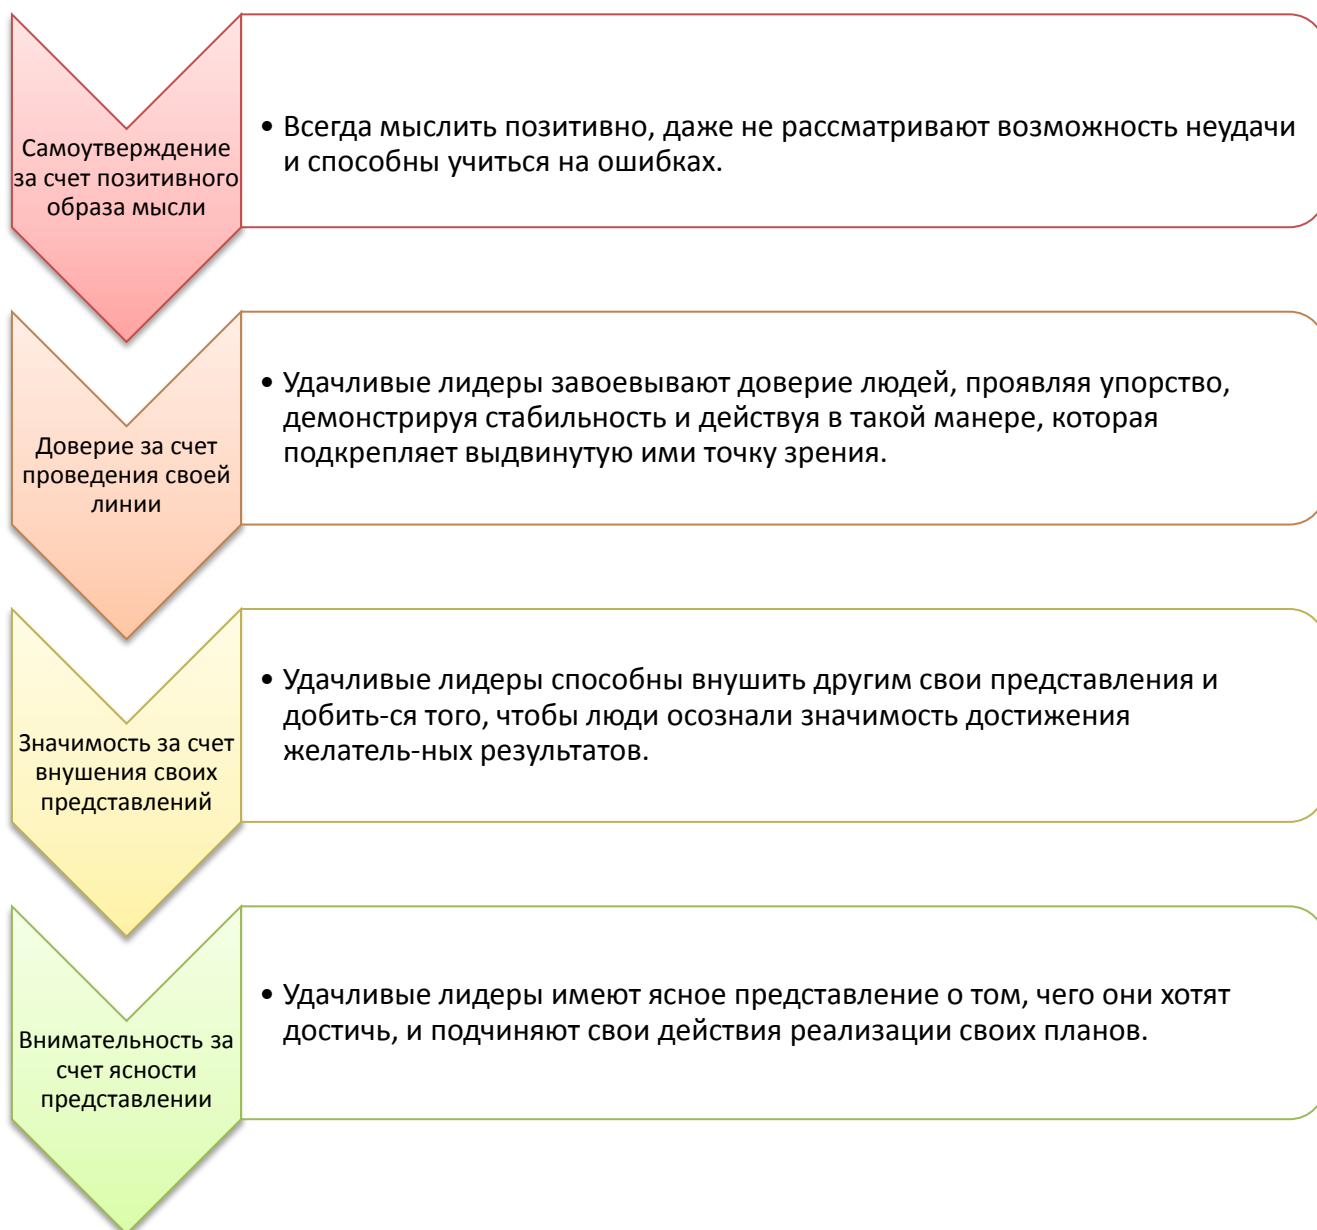 Самоутверждение
за счет позитивного
образа мысли
• Всегда мыслить позитивно, даже не рассматривают возможность неудачи
и способны учиться на ошибках.
Доверие за счет
проведения своей
линии
• Удачливые лидеры завоевывают доверие людей, проявляя упорство,
демонстрируя стабильность и действуя в такой манере, которая
подкрепляет выдвинутую ими точку зрения.
Значимость за счет
внушения своих
представлений
• Удачливые лидеры способны внушить другим свои представления и
добить-ся того, чтобы люди осознали значимость достижения
желатель-ных результатов.
Внимательность за
счет ясности
представлении
• Удачливые лидеры имеют ясное представление о том, чего они хотят
достичь, и подчиняют свои действия реализации своих планов.